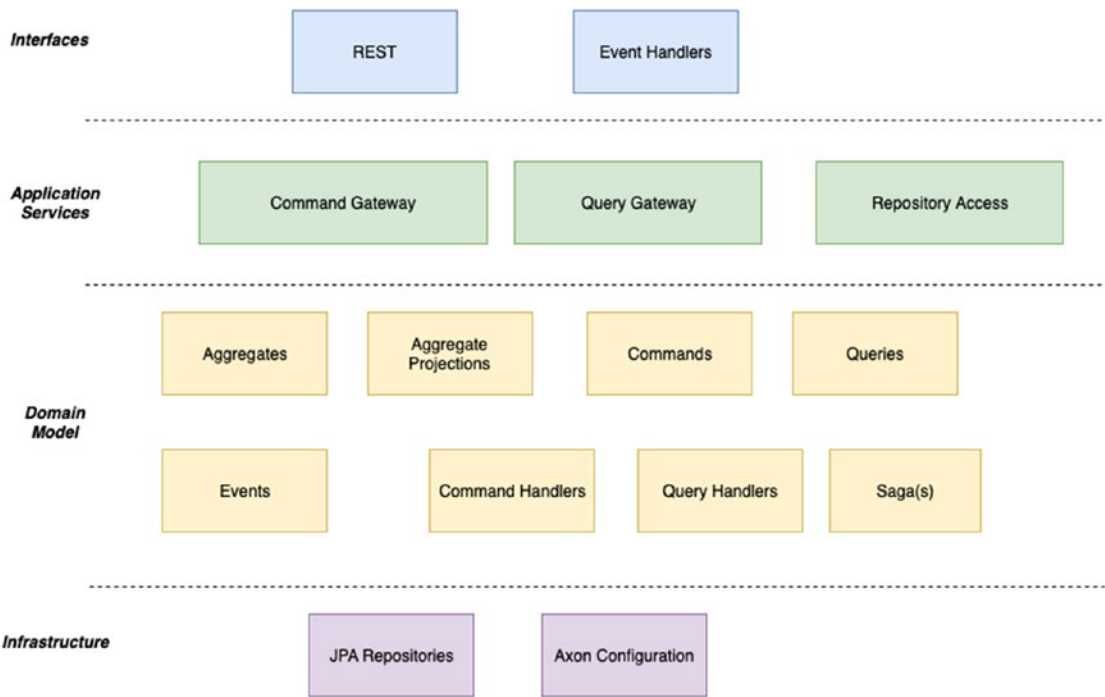 Interfaces
REST
Event Handlers
Application
Services
Command Gateway
Query Gateway
Repository Access
Domain
Model
Aggregates
Aggregate
Projections
Commands
Queries
Events
Command Handlers
Query Handlers
Saga(s)
Infrastructure
JPA Repositories
Axon Configuration